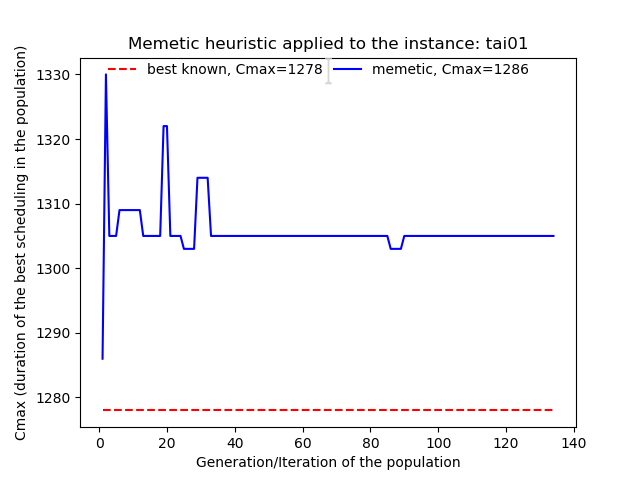 Memetic heuristic applied to the instance: tai01
best known, Cmax=1278 memetic, Cmax=1286
Cmax (duration of the best scheduling in the population)
1330
1320
1310
1300
1290
1280
0 20 40 60 80 100 120 140
Generation/Iteration of the population